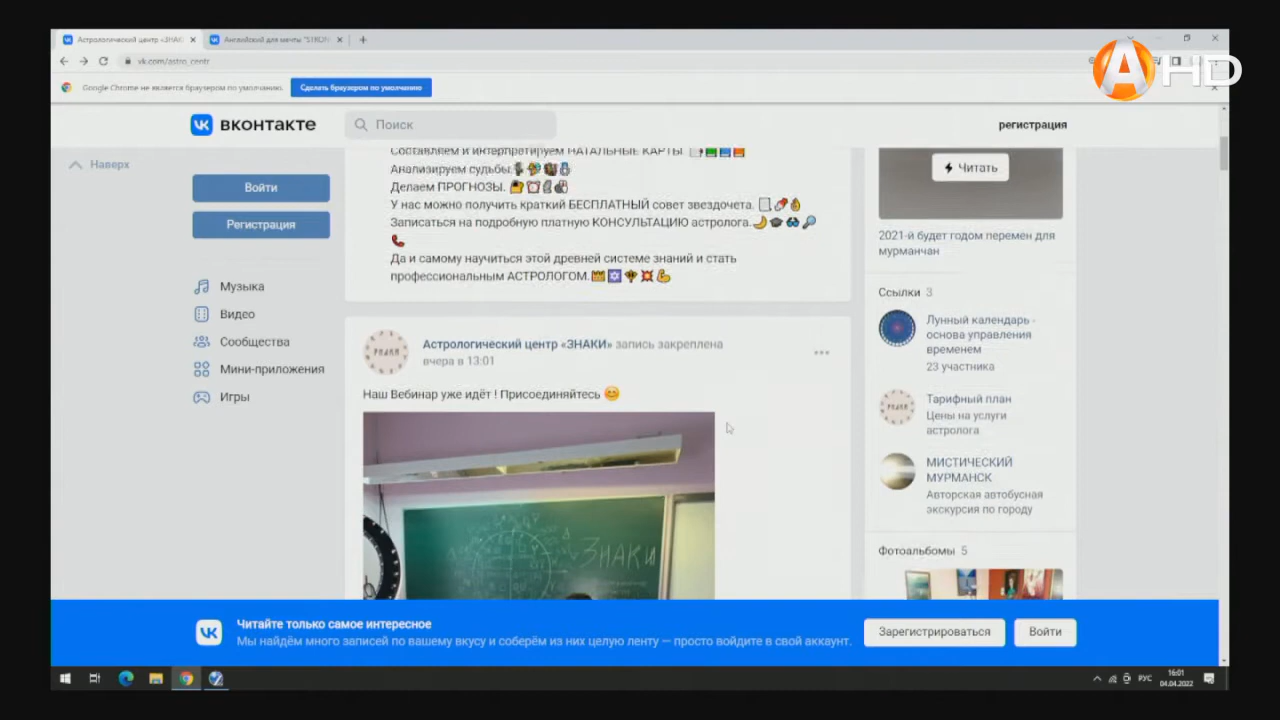 Астрологический центр «ЗНАКИ
Английский для мечты "STRON
vk.com/astro_centr
Google Chrome не является браузером по умолчанию.
Сделать браузером по умолчанию
A HD
вконтакте
Поиск
регистрация
Наверх
Войти
Регистрация
Музыка
Видео
Сообщества
Мини-приложения
Игры
Составляем и интерпретируем НАТАЛЬНЫЕ КАРТЫ.
Анализируем судьбы.
Делаем ПРОГНОЗЫ.
У нас можно получить краткий БЕСПЛАТНЫЙ совет звездочета.
Записаться на подробную платную КОНСУЛЬТАЦИЮ астролога.
Да и самому научиться этой древней системе знаний и стать
профессиональным АСТРОЛОГОМ.
Астрологический центр «ЗНАКИ» запись закреплена
вчера в 13:01
Наш Вебинар уже идёт ! Присоединяйтесь
ЗНАКИ
Читать
2021-й будет годом перемен для
мурманчан
Ссылки 3
Лунный календарь -
основа управления
временем
23 участника
Тарифный план
Цены на услуги
астролога
МИСТИЧЕСКИЙ
МУРМАНСК
Авторская автобусная
экскурсия по городу
Фотоальбомы 5
Читайте только самое интересное
Мы найдём много записей по вашему вкусу и соберём из них целую ленту — просто войдите в свой аккаунт.
Зарегистрироваться
Войти
РУС
16:01
04.04.2022